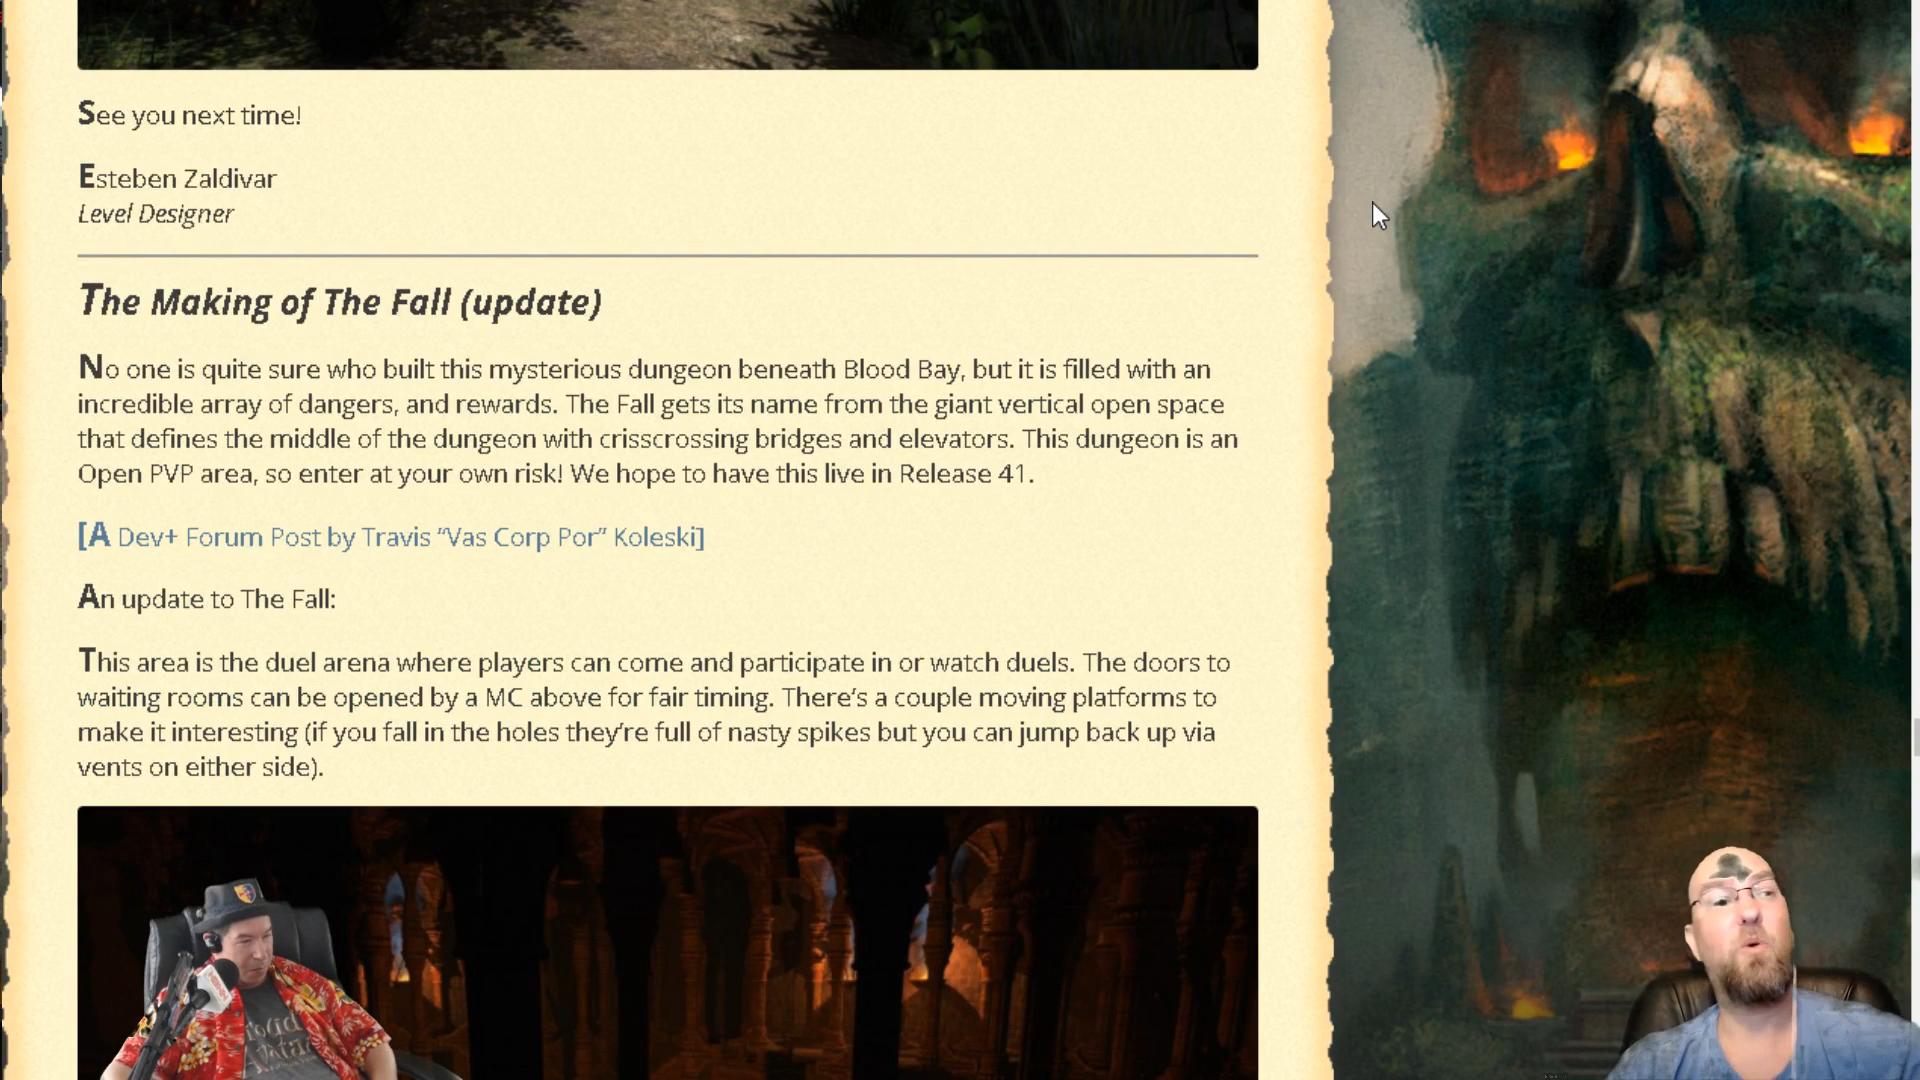 See you next time!
Esteben Zaldivar
Level Designer
The Making of The Fall (update)
No one is quite sure who built this mysterious dungeon beneath Blood Bay, but it is filled with an
incredible array of dangers, and rewards. The Fall gets its name from the giant vertical open space
that defines the middle of the dungeon with crisscrossing bridges and elevators. This dungeon is an
Open PVP area, so enter at your own risk! We hope to have this live in Release 41.
[A Dev+ Forum Post by Travis “Vas Corp Por” Koleski]
An update to The Fall:
This area is the duel arena where players can come and participate in or watch duels. The doors to
waiting rooms can be opened by a MC above for fair timing. There’s a couple moving platforms to
make it interesting (if you fall in the holes they’re full of nasty spikes but you can jump back up via
vents on either side).